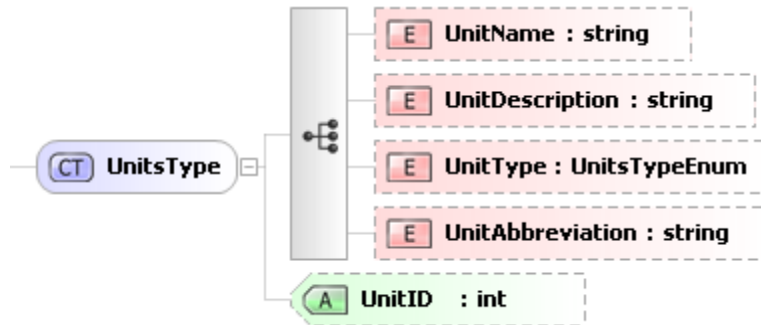 E UnitName : string
E UnitDescription : string
CT UnitsType
E UnitType : UnitsTypeEnum
E UnitAbbreviation : string
A UnitID : int